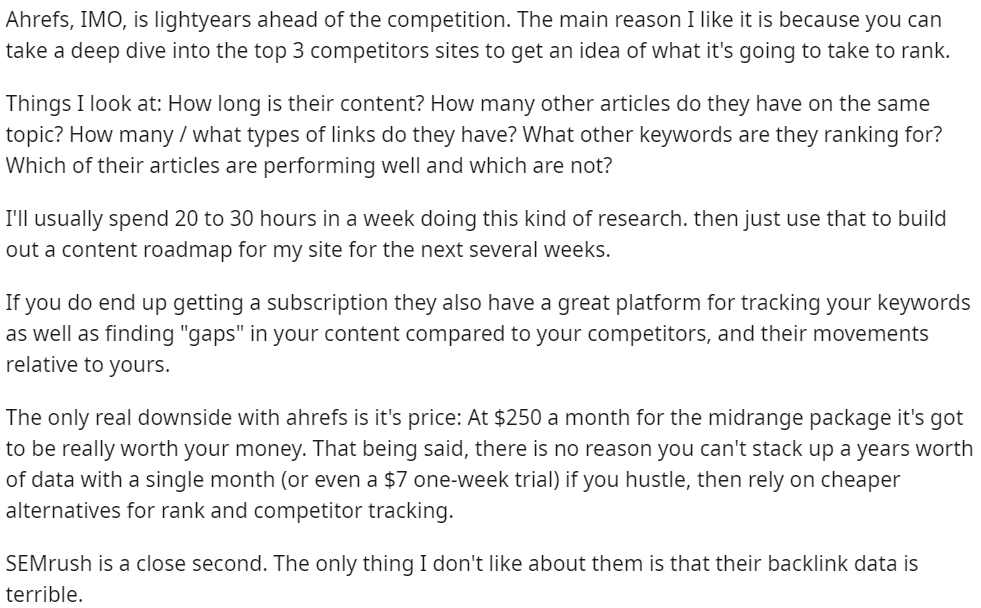 Ahrefs, IMO, is lightyears ahead of the competition. The main reason I like it is because you can
take a deep dive into the top 3 competitors sites to get an idea of what it's going to take to rank.
Things I look at: How long is their content? How many other articles do they have on the same
topic? How many / what types of links do they have? What other keywords are they ranking for?
Which of their articles are performing well and which are not?
I'll usually spend 20 to 30 hours in a week doing this kind of research. then just use that to build
out a content roadmap for my site for the next several weeks.
If you do end up getting a subscription they also have a great platform for tracking your keywords
as well as finding "gaps" in your content compared to your competitors, and their movements
relative to yours.
The only real downside with ahrefs is it's price: At $250 a month for the midrange package it's got
to be really worth your money. That being said, there is no reason you can't stack up a years worth
of data with a single month (or even a $7 one-week trial) if you hustle, then rely on cheaper
alternatives for rank and competitor tracking.
SEMrush is a close second. The only thing I don't like about them is that their backlink data is
terrible.